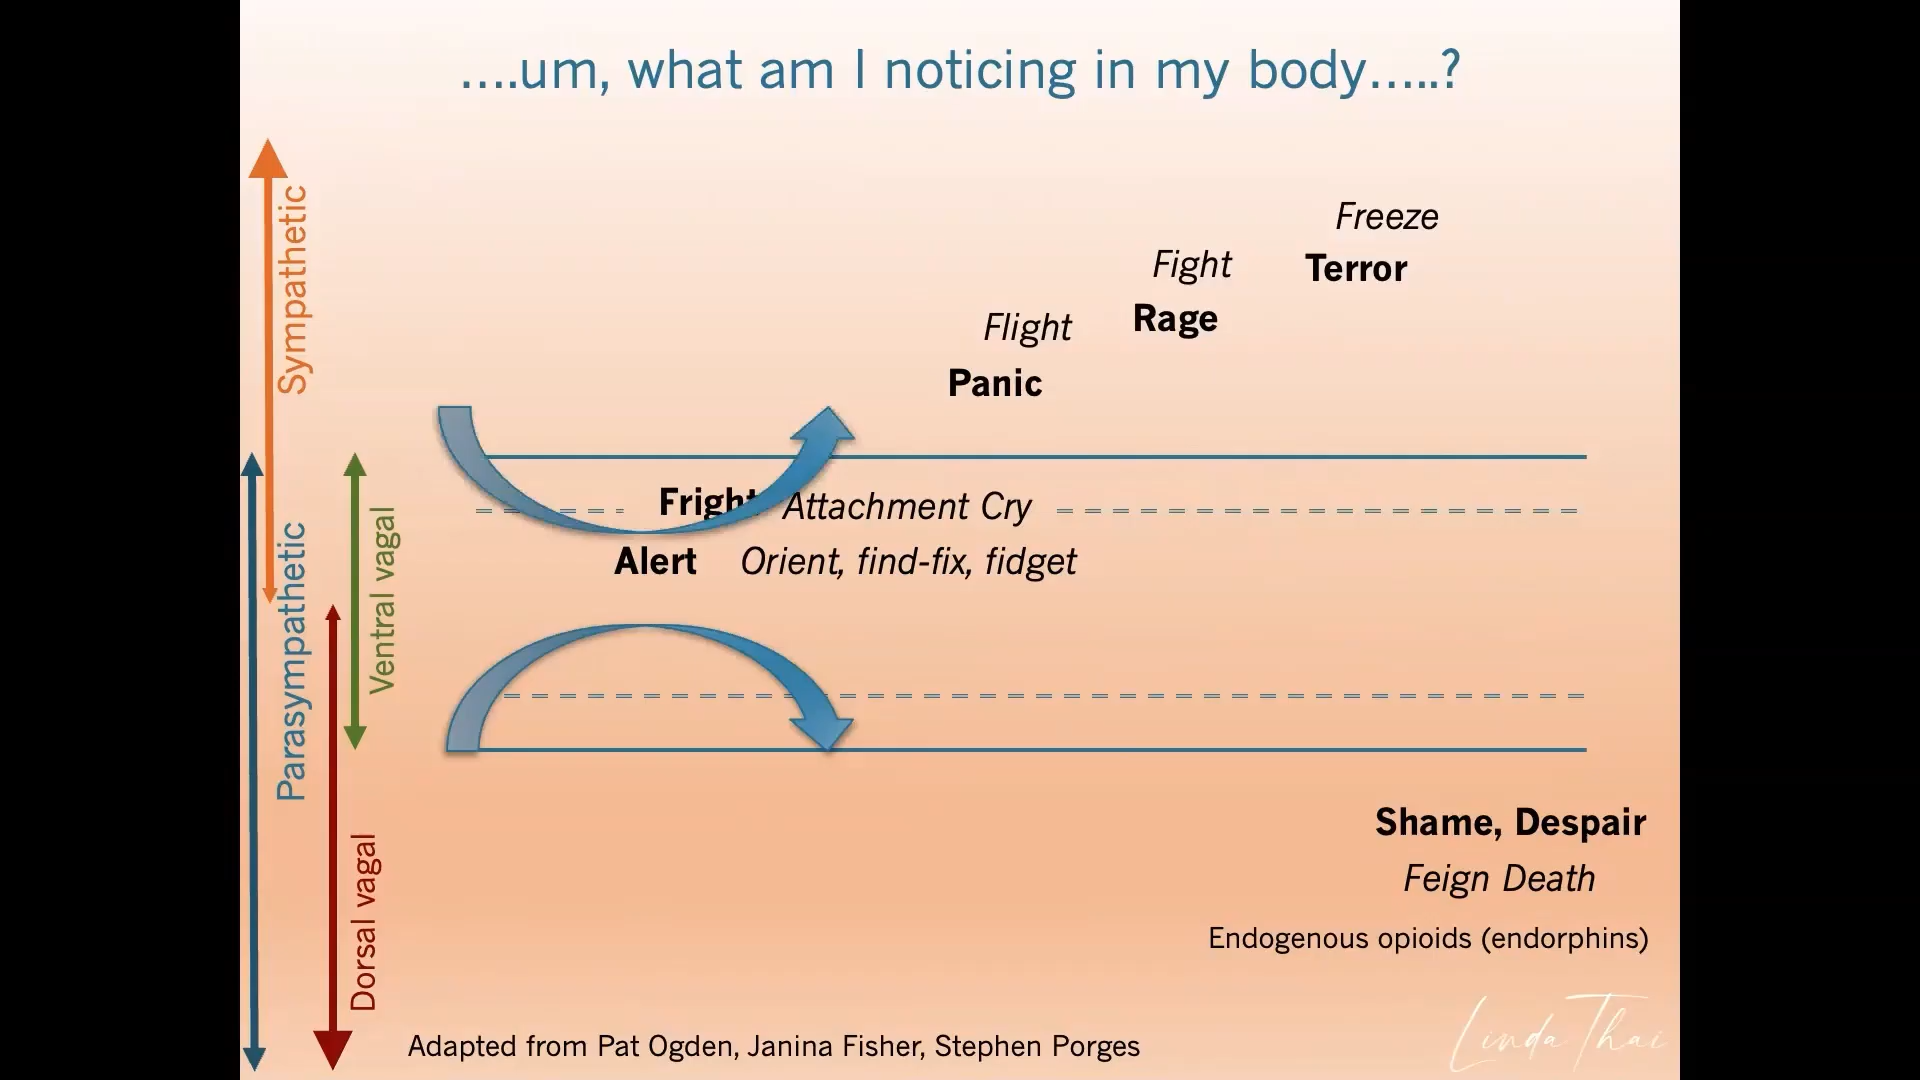 ....um, what am I noticing in my body.....?
Sympathetic
Parasympathetic
Ventral vagal
Dorsal vagal
Freeze
Terror
Fight
Rage
Flight
Panic
Fright Attachment Cry
Alert Orient, find-fix, fidget
Shame, Despair
Feign Death
Endogenous opioids (endorphins)
Adapted from Pat Ogden, Janina Fisher, Stephen Porges
Linda Thai